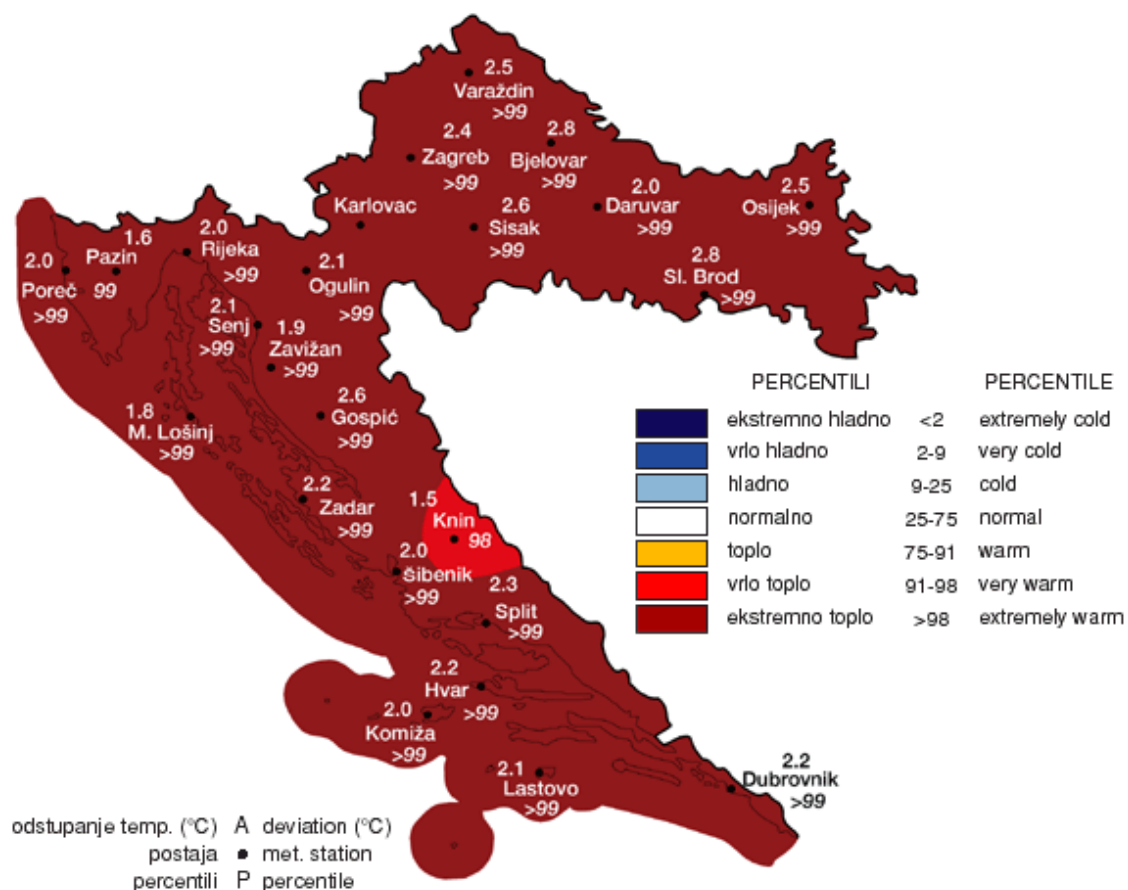 2.5
Varaždin
>99
2.4
Zagreb
>99
2.8
Bjelovar
>99
2.0
Daruvar
>99
2.5
Osijek
>99
Karlovac
2.6
Sisak
>99
2.8
Sl. Brod
>99
2.0
Poreč
>99
1.6
Pazin
99
2.0
Rijeka
>99
2.1
Ogulin
>99
2.1
Senj
>99
1.9
Zavižan
>99
2.6
Gospić
>99
1.8
M. Lošinj
>99
2.2
Zadar
>99
1.5
Knin
98
2.0
Šibenik
>99
2.3
Split
>99
2.2
Hvar
>99
2.0
Komiža
>99
2.1
Lastovo
>99
2.2
Dubrovnik
>99
PERCENTILI PERCENTILE
ekstremno hladno <2 extremely cold
vrlo hladno 2-9 very cold
hladno 9-25 cold
normalno 25-75 normal
toplo 75-91 warm
vrlo toplo 91-98 very warm
ekstremno toplo >98 extremely warm
odstupanje temp. (°C) A deviation (°C)
postaja ● met. station
percentili P percentile